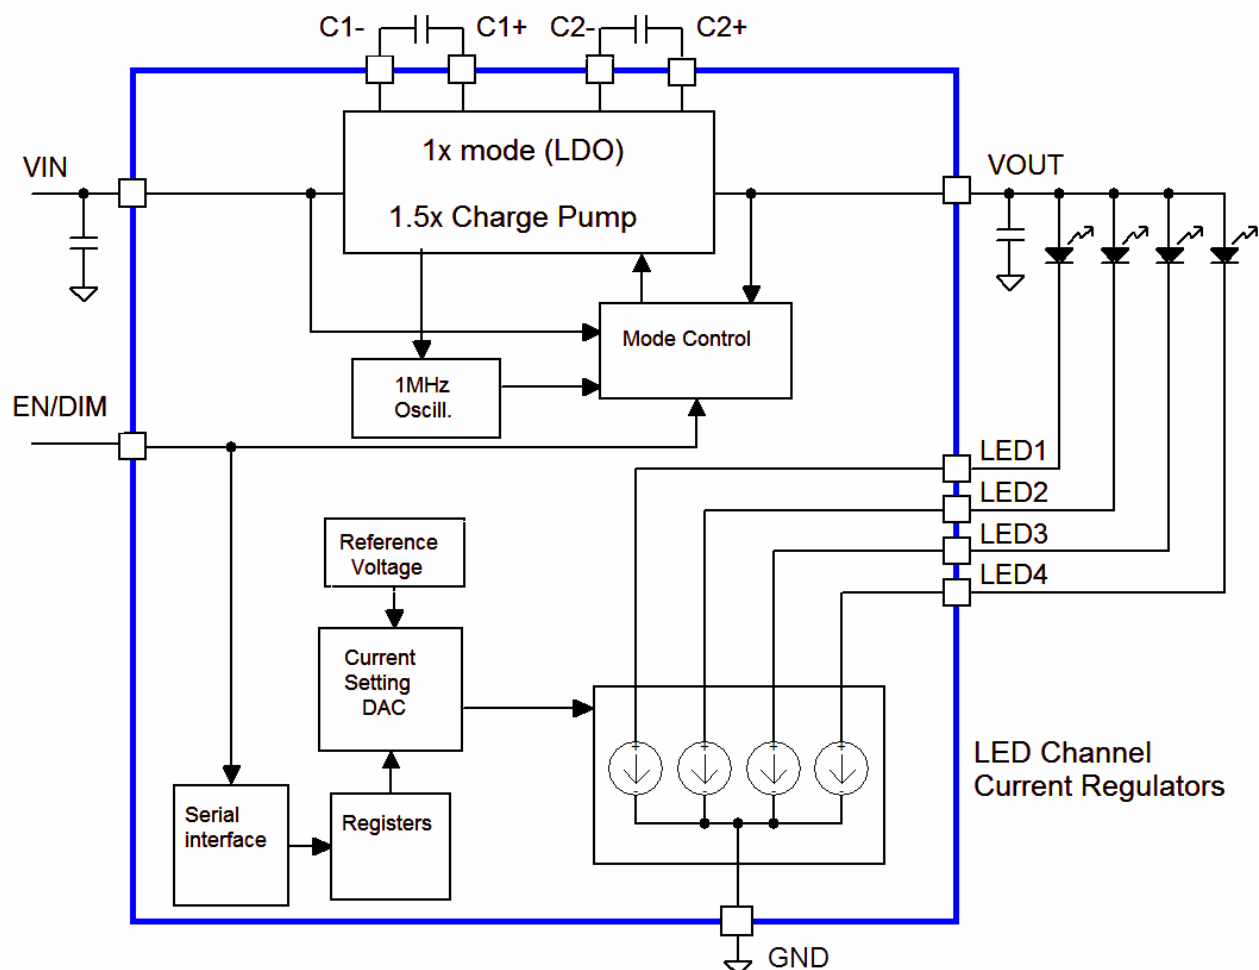 C1- C1+ C2- C2+
1x mode (LDO)
VIN
VOUT
1.5x Charge Pump
Mode Control
1MHz
Oscill.
EN/DIM
LED1
LED2
LED3
LED4
Reference
Voltage
Current
Setting
DAC
LED Channel
Current Regulators
Serial
interface
Registers
GND